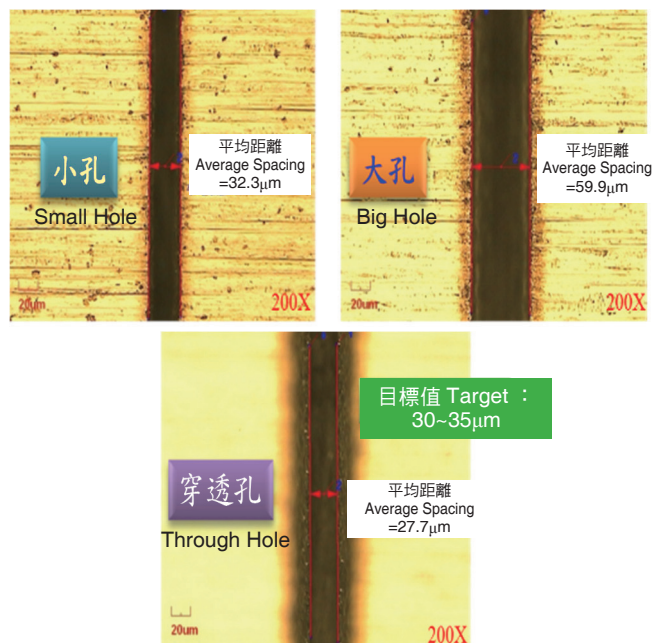 小孔
Small Hole
平均距離
Average Spacing
=32.3μm
20um
200X
大孔
Big Hole
平均距離
Average Spacing
=59.9μm
20um
200X
目標值 Target ：
30~35μm
穿透孔
Through Hole
平均距離
Average Spacing
=27.7μm
20um
200X